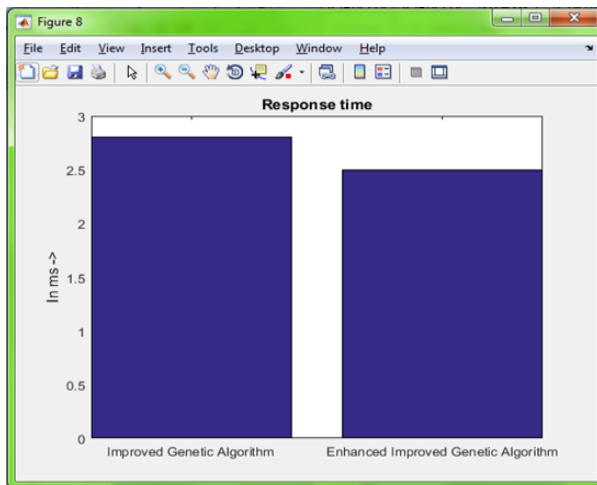 Figure 8
File Edit View Insert Tools Desktop Window Help
Response time
3
2.5
2
1.5
1
0.5
0
In ms ->
Improved Genetic Algorithm Enhanced Improved Genetic Algorithm